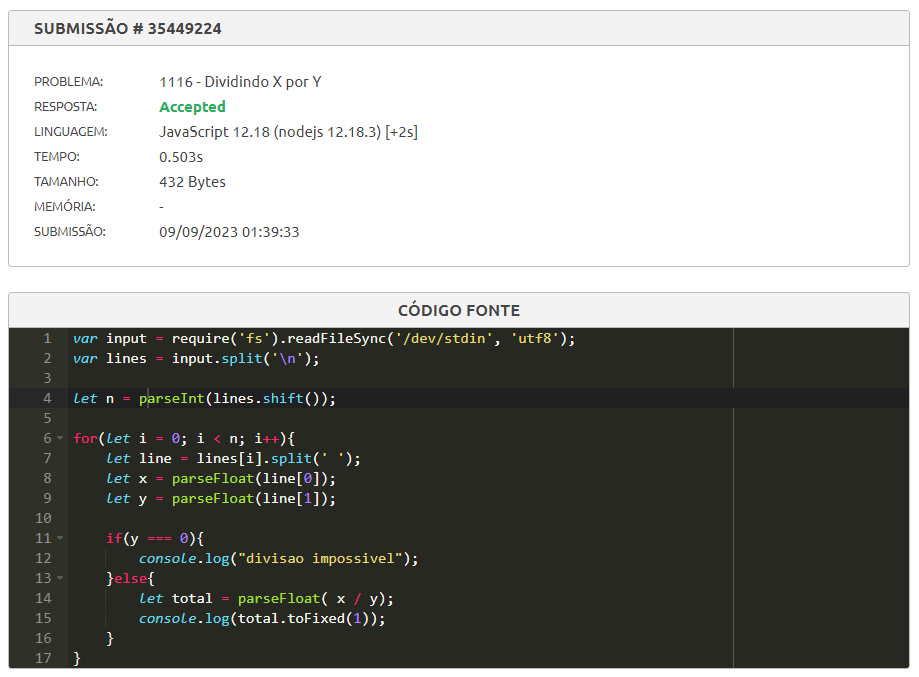 SUBMISSÃO # 35449224
PROBLEMA: 1116 - Dividindo X por Y
RESPOSTA: Accepted
LINGUAGEM: JavaScript 12.18 (nodejs 12.18.3) [+2s]
TEMPO: 0.503s
TAMANHO: 432 Bytes
MEMÓRIA: -
SUBMISSÃO: 09/09/2023 01:39:33
CÓDIGO FONTE
1 var input = require('fs').readFileSync('/dev/stdin', 'utf8');
2 var lines = input.split('\n');
3
4 let n = parseInt(lines.shift());
5
6 for(let i = 0; i < n; i++){
7     let line = lines[i].split(' ');
8     let x = parseFloat(line[0]);
9     let y = parseFloat(line[1]);
10
11     if(y === 0){
12         console.log("divisao impossivel");
13     }else{
14         let total = parseFloat( x / y);
15         console.log(total.toFixed(1));
16     }
17 }